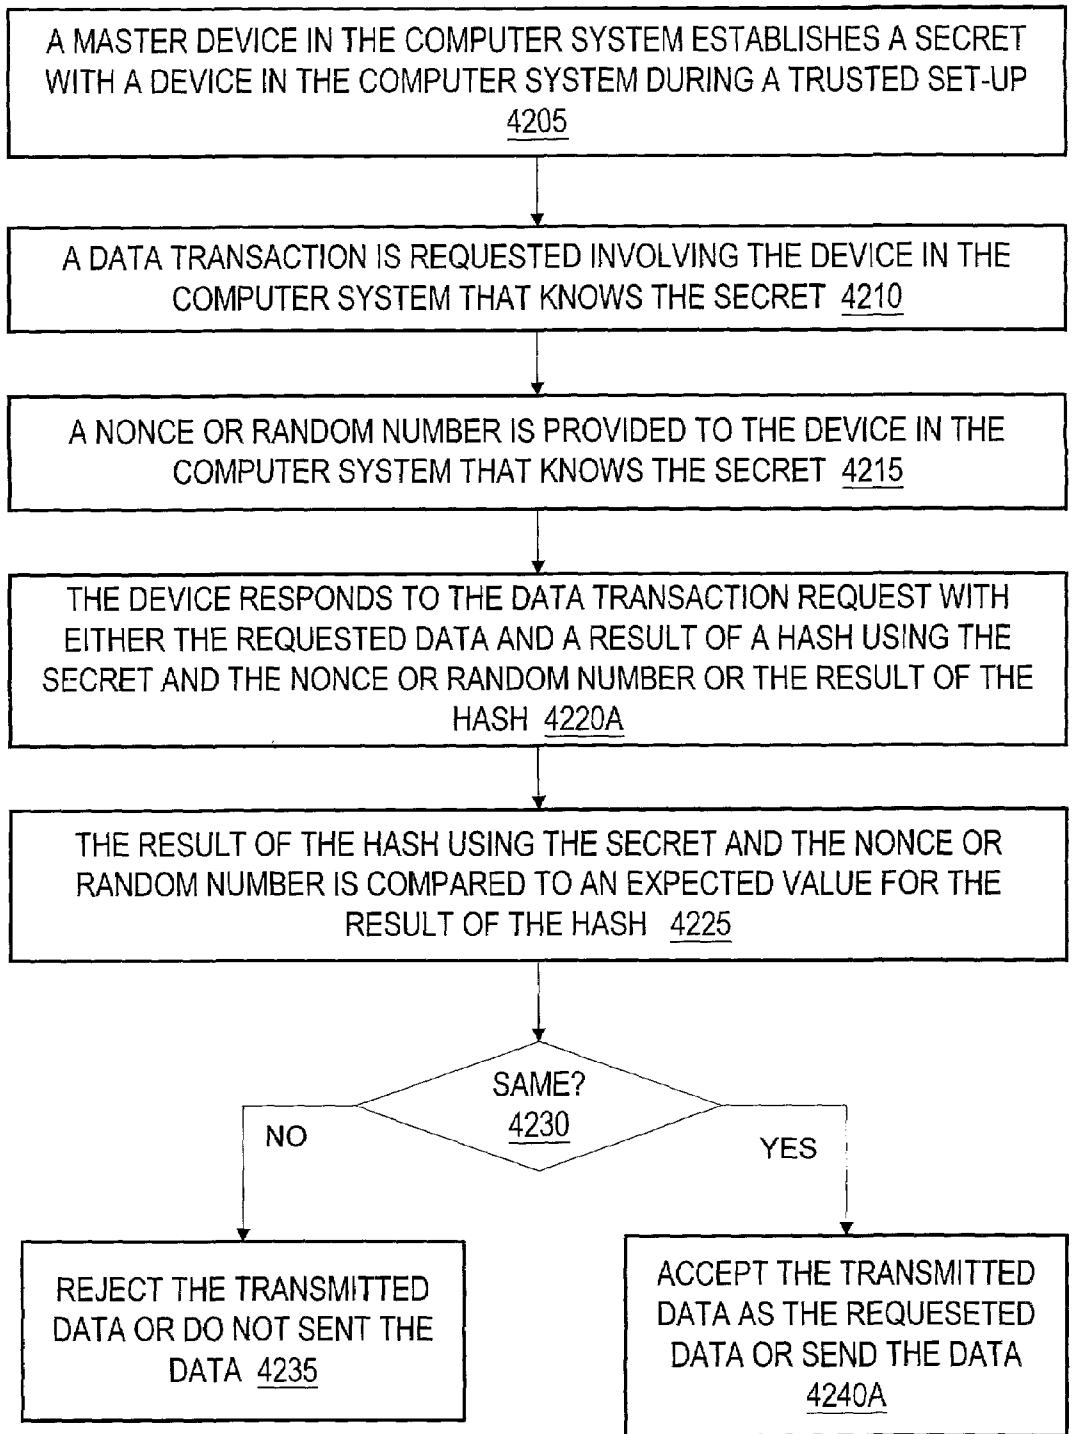 A MASTER DEVICE IN THE COMPUTER SYSTEM ESTABLISHES A SECRET
WITH A DEVICE IN THE COMPUTER SYSTEM DURING A TRUSTED SET-UP
4205
A DATA TRANSACTION IS REQUESTED INVOLVING THE DEVICE IN THE
COMPUTER SYSTEM THAT KNOWS THE SECRET 4210
A NONCE OR RANDOM NUMBER IS PROVIDED TO THE DEVICE IN THE
COMPUTER SYSTEM THAT KNOWS THE SECRET 4215
THE DEVICE RESPONDS TO THE DATA TRANSACTION REQUEST WITH
EITHER THE REQUESTED DATA AND A RESULT OF A HASH USING THE
SECRET AND THE NONCE OR RANDOM NUMBER OR THE RESULT OF THE
HASH 4220A
THE RESULT OF THE HASH USING THE SECRET AND THE NONCE OR
RANDOM NUMBER IS COMPARED TO AN EXPECTED VALUE FOR THE
RESULT OF THE HASH 4225
SAME?
4230
NO
YES
REJECT THE TRANSMITTED
DATA OR DO NOT SENT THE
DATA 4235
ACCEPT THE TRANSMITTED
DATA AS THE REQUESETED
DATA OR SEND THE DATA
4240A